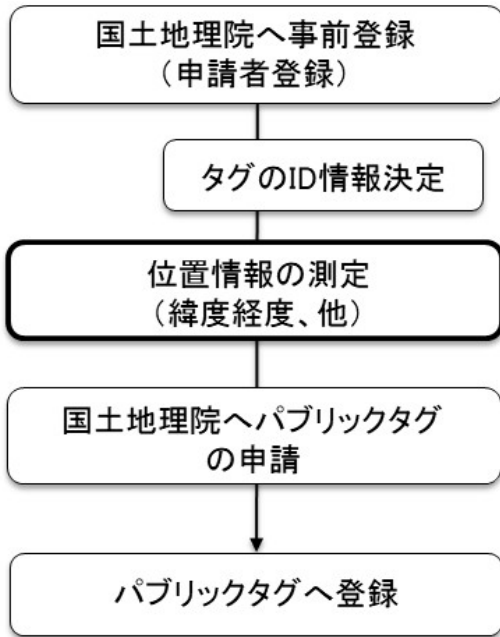 国土地理院へ事前登録
（申請者登録）
タグのID情報決定
位置情報の測定
（緯度経度、他）
国土地理院へパブリックタグ
の申請
パブリックタグへ登録